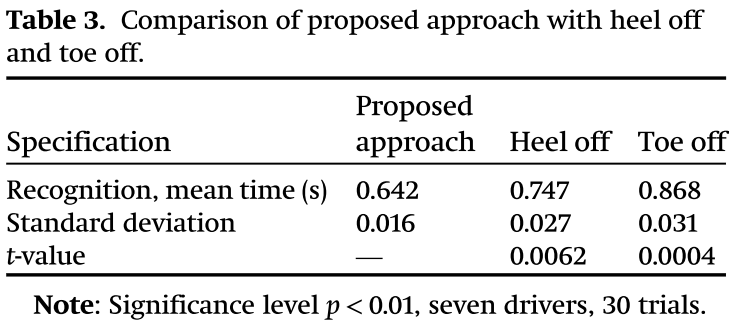 Table 3. Comparison of proposed approach with heel off
and toe off.
Proposed
Specification approach Heel off Toe off
Recognition, mean time (s) 0.642 0.747 0.868
Standard deviation 0.016 0.027 0.031
t-value — 0.0062 0.0004
Note: Significance level p < 0.01, seven drivers, 30 trials.